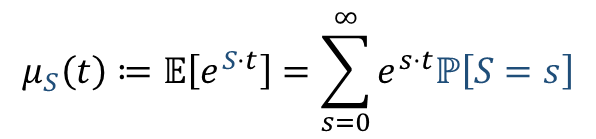 μ_S(t) ≔ 𝔼[e^{S·t}] = ∑_{s=0}^{∞} e^{s·t} ℙ[S = s]